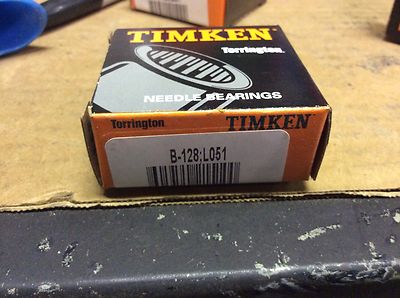 TIMKEN
Torrington
NEEDLE BEARINGS
Torrington TIMKEN
B-128:L051